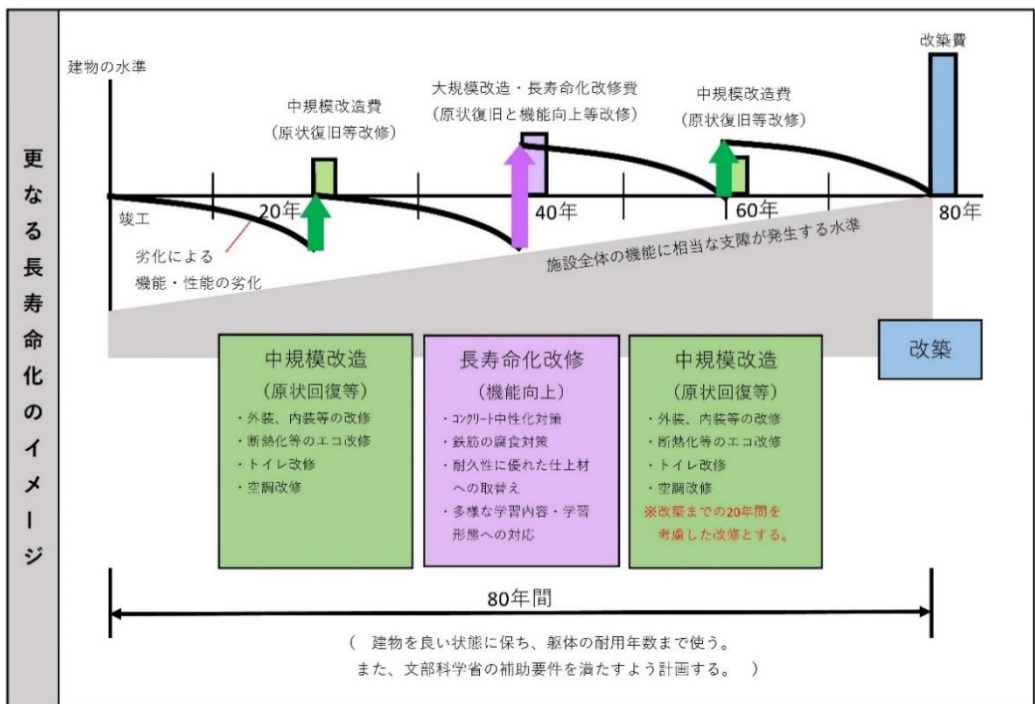 更なる長寿命化のイメージ
建物の水準
改築費
中規模改造費
(原状復旧等改修)
大規模改造・長寿命化改修費
(原状復旧と機能向上等改修)
中規模改造費
(原状復旧等改修)
竣工
20年
40年
60年
80年
劣化による
機能・性能の劣化
施設全体の機能に相当な支障が発生する水準
中規模改造
(原状回復等)
・外装、内装等の改修
・断熱化等のエコ改修
・トイレ改修
・空調改修
長寿命化改修
(機能向上)
・コンクリート中性化対策
・鉄筋の腐食対策
・耐久性に優れた仕上材
への取替え
・多様な学習内容・学習
形態への対応
中規模改造
(原状回復等)
・外装、内装等の改修
・断熱化等のエコ改修
・トイレ改修
・空調改修
※改築までの20年間を
考慮した改修とする。
改築
80年間
( 建物を良い状態に保ち、躯体の耐用年数まで使う。
また、文部科学省の補助要件を満たすよう計画する。 )